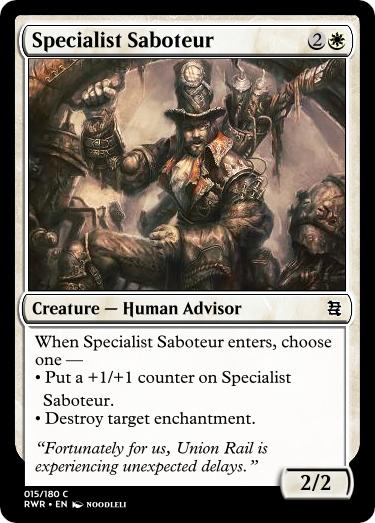 Specialist Saboteur 2
Creature — Human Advisor
When Specialist Saboteur enters, choose
one —
• Put a +1/+1 counter on Specialist
Saboteur.
• Destroy target enchantment.
“Fortunately for us, Union Rail is
experiencing unexpected delays.”
2/2
015/180 C
RWR • EN NOODLELI